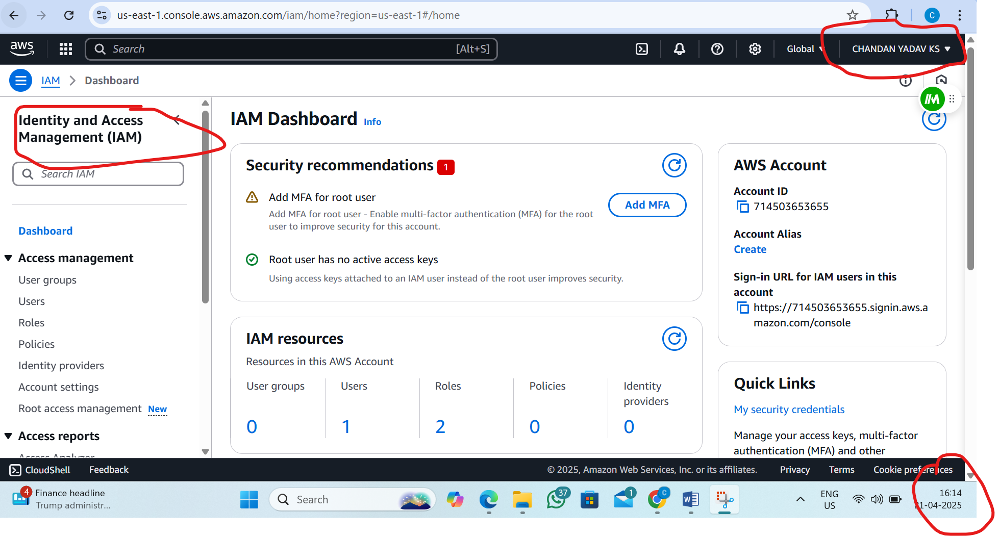 us-east-1.console.aws.amazon.com/iam/home?region=us-east-1#/home
C
aws
Search
[Alt+S]
Global
CHANDAN YADAV KS
IAM
Dashboard
Identity and Access
Management (IAM)
Search IAM
Dashboard
Access management
User groups
Users
Roles
Policies
Identity providers
Account settings
Root access management New
Access reports
Access Analyzer
IAM Dashboard Info
Security recommendations 1
Add MFA for root user
Add MFA for root user - Enable multi-factor authentication (MFA) for the root
user to improve security for this account.
Add MFA
Root user has no active access keys
Using access keys attached to an IAM user instead of the root user improves security.
IAM resources
Resources in this AWS Account
User groups
Users
Roles
Policies
Identity
providers
0
1
2
0
0
AWS Account
Account ID
714503653655
Account Alias
Create
Sign-in URL for IAM users in this
account
https://714503653655.signin.aws.a
mazon.com/console
Quick Links
My security credentials
Manage your access keys, multi-factor
authentication (MFA) and other
CloudShell
Feedback
© 2025, Amazon Web Services, Inc. or its affiliates.
Privacy
Terms
Cookie preferences
4
Finance headline
Trump administr...
Search
37
1
C
W
ENG
US
16:14
21-04-2025